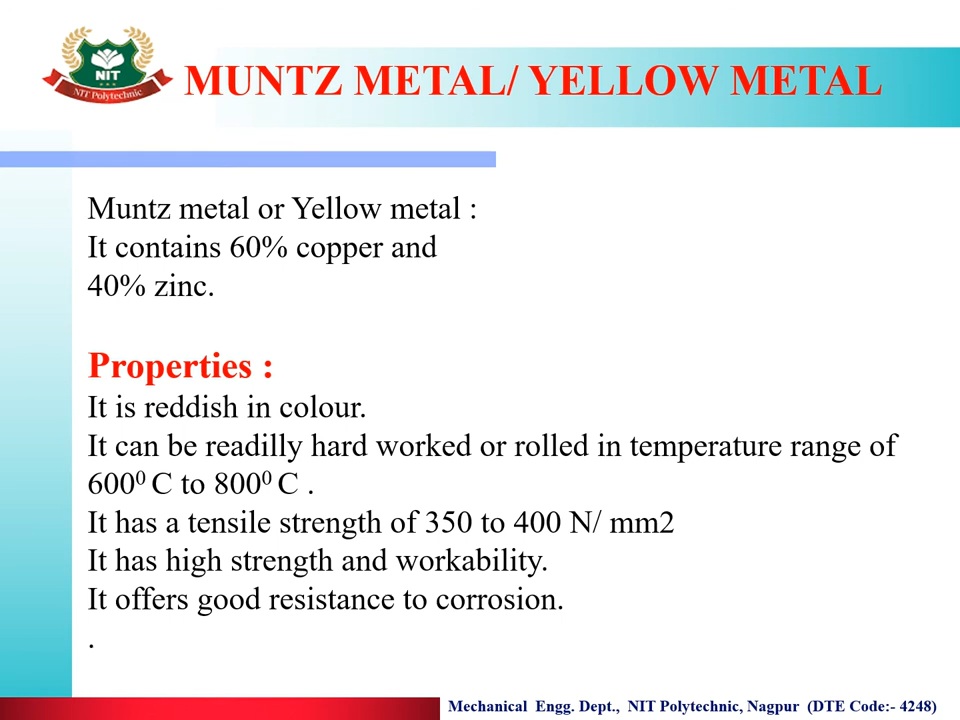 NIT
NIT Polytechnic
MUNTZ METAL/ YELLOW METAL
Muntz metal or Yellow metal :
It contains 60% copper and
40% zinc.
Properties :
It is reddish in colour.
It can be readilly hard worked or rolled in temperature range of
600⁰ C to 800⁰ C .
It has a tensile strength of 350 to 400 N/ mm2
It has high strength and workability.
It offers good resistance to corrosion.
.
Mechanical Engg. Dept., NIT Polytechnic, Nagpur (DTE Code:- 4248)